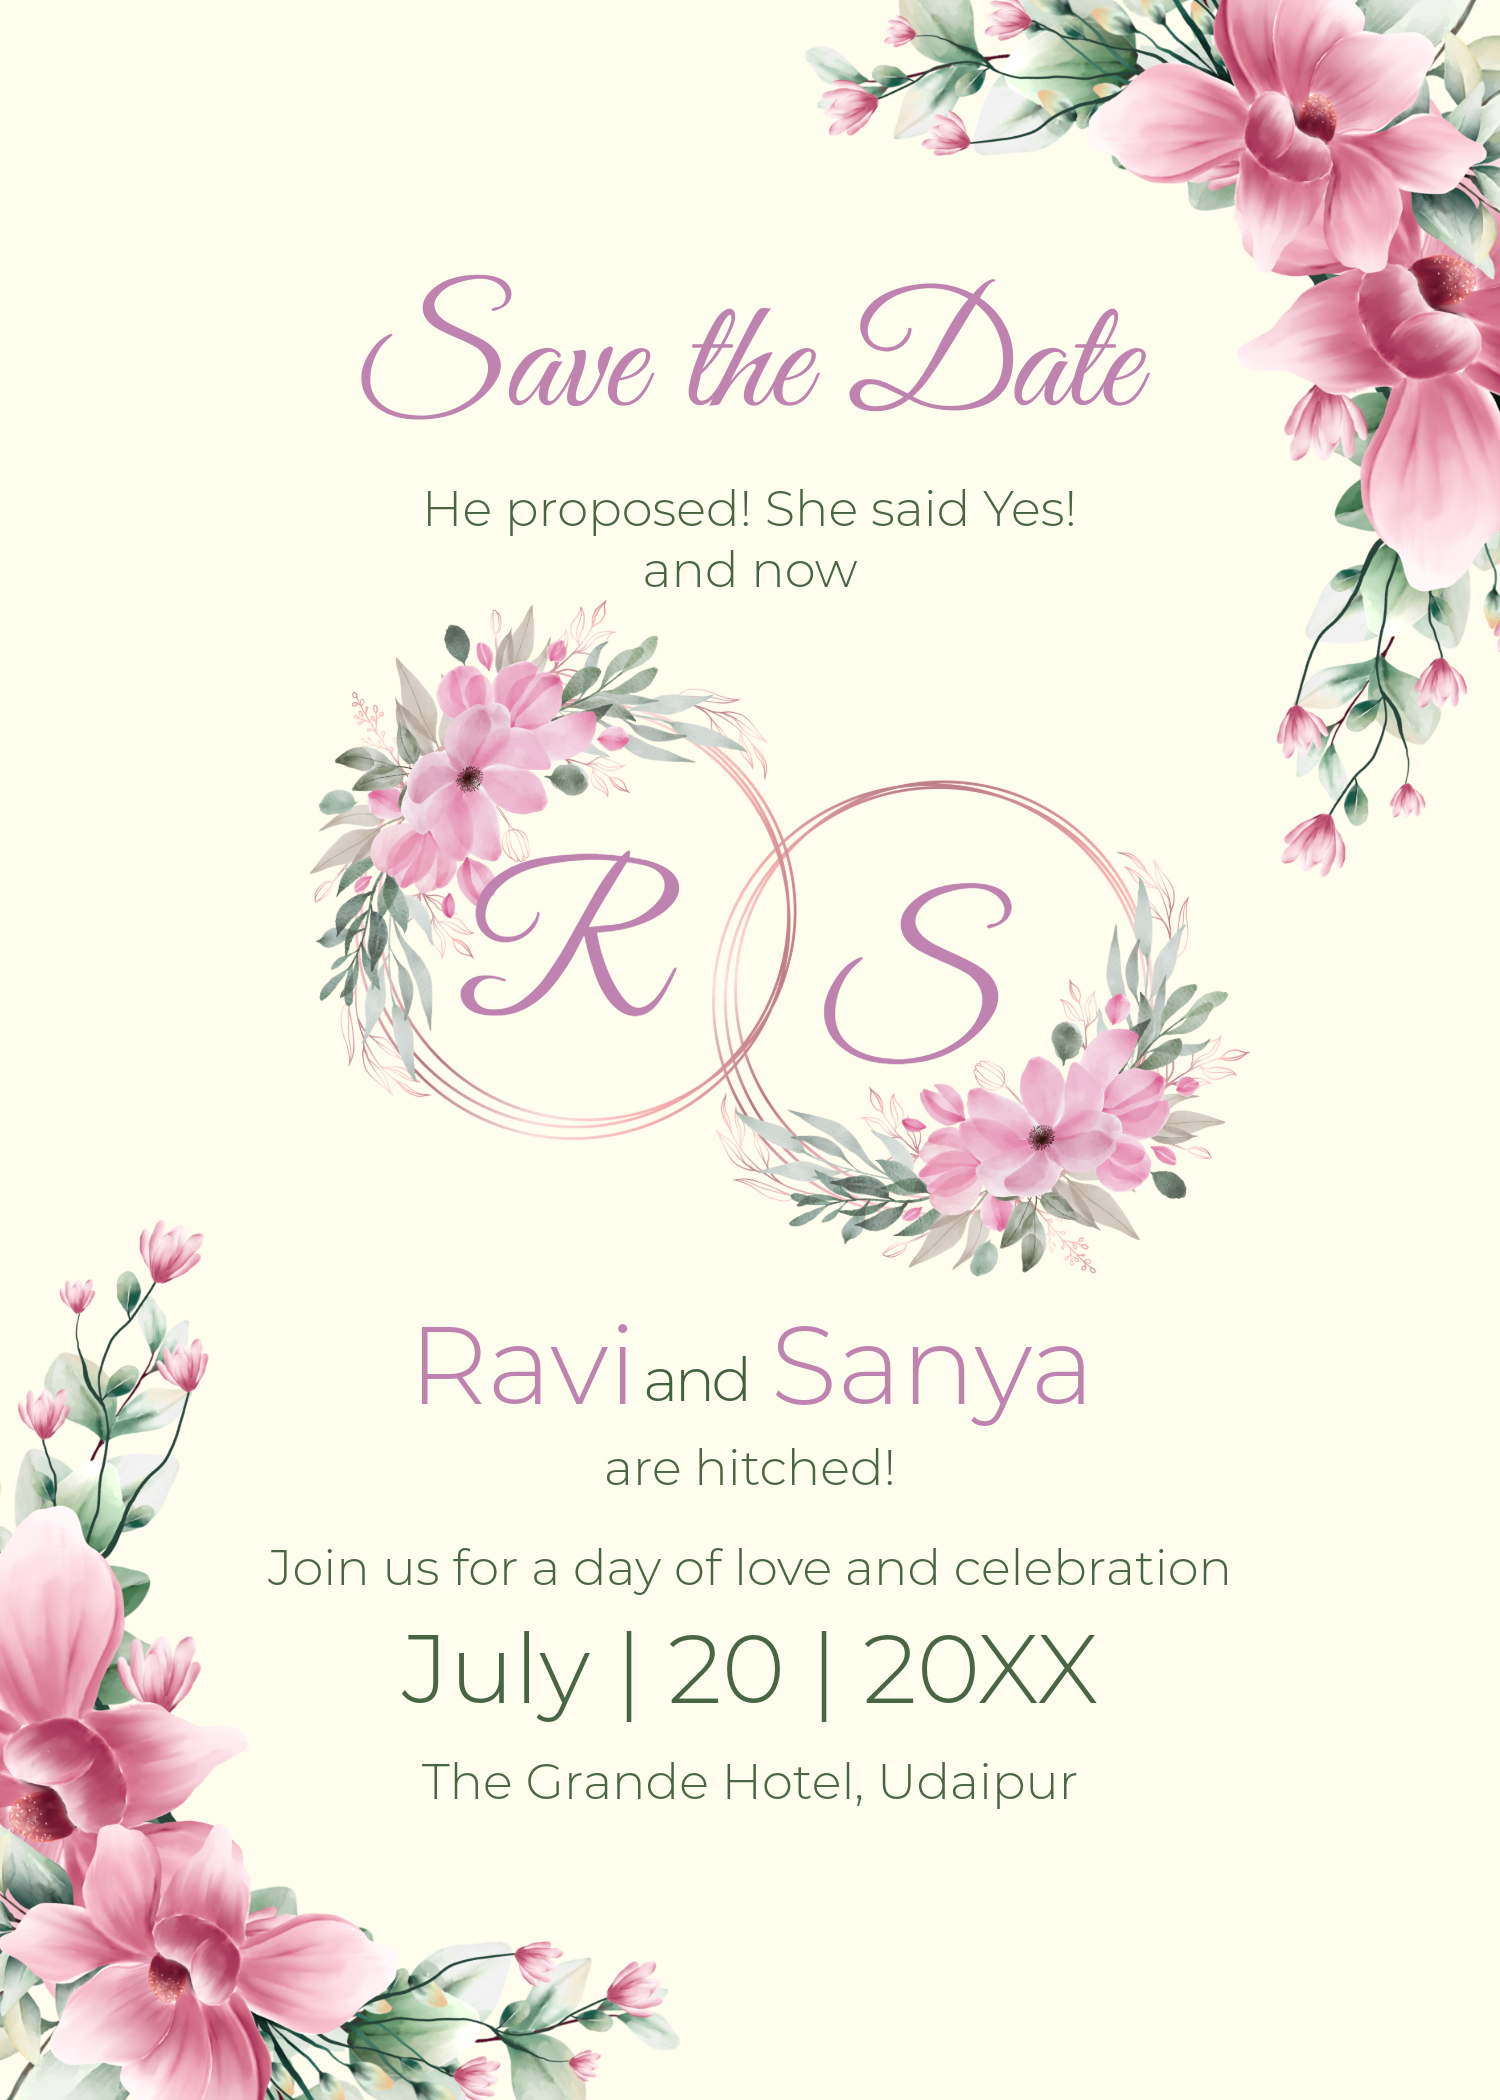 Save the Date
He proposed! She said Yes!
and now
R S
Ravi and Sanya
are hitched!
Join us for a day of love and celebration
July | 20 | 20XX
The Grande Hotel, Udaipur